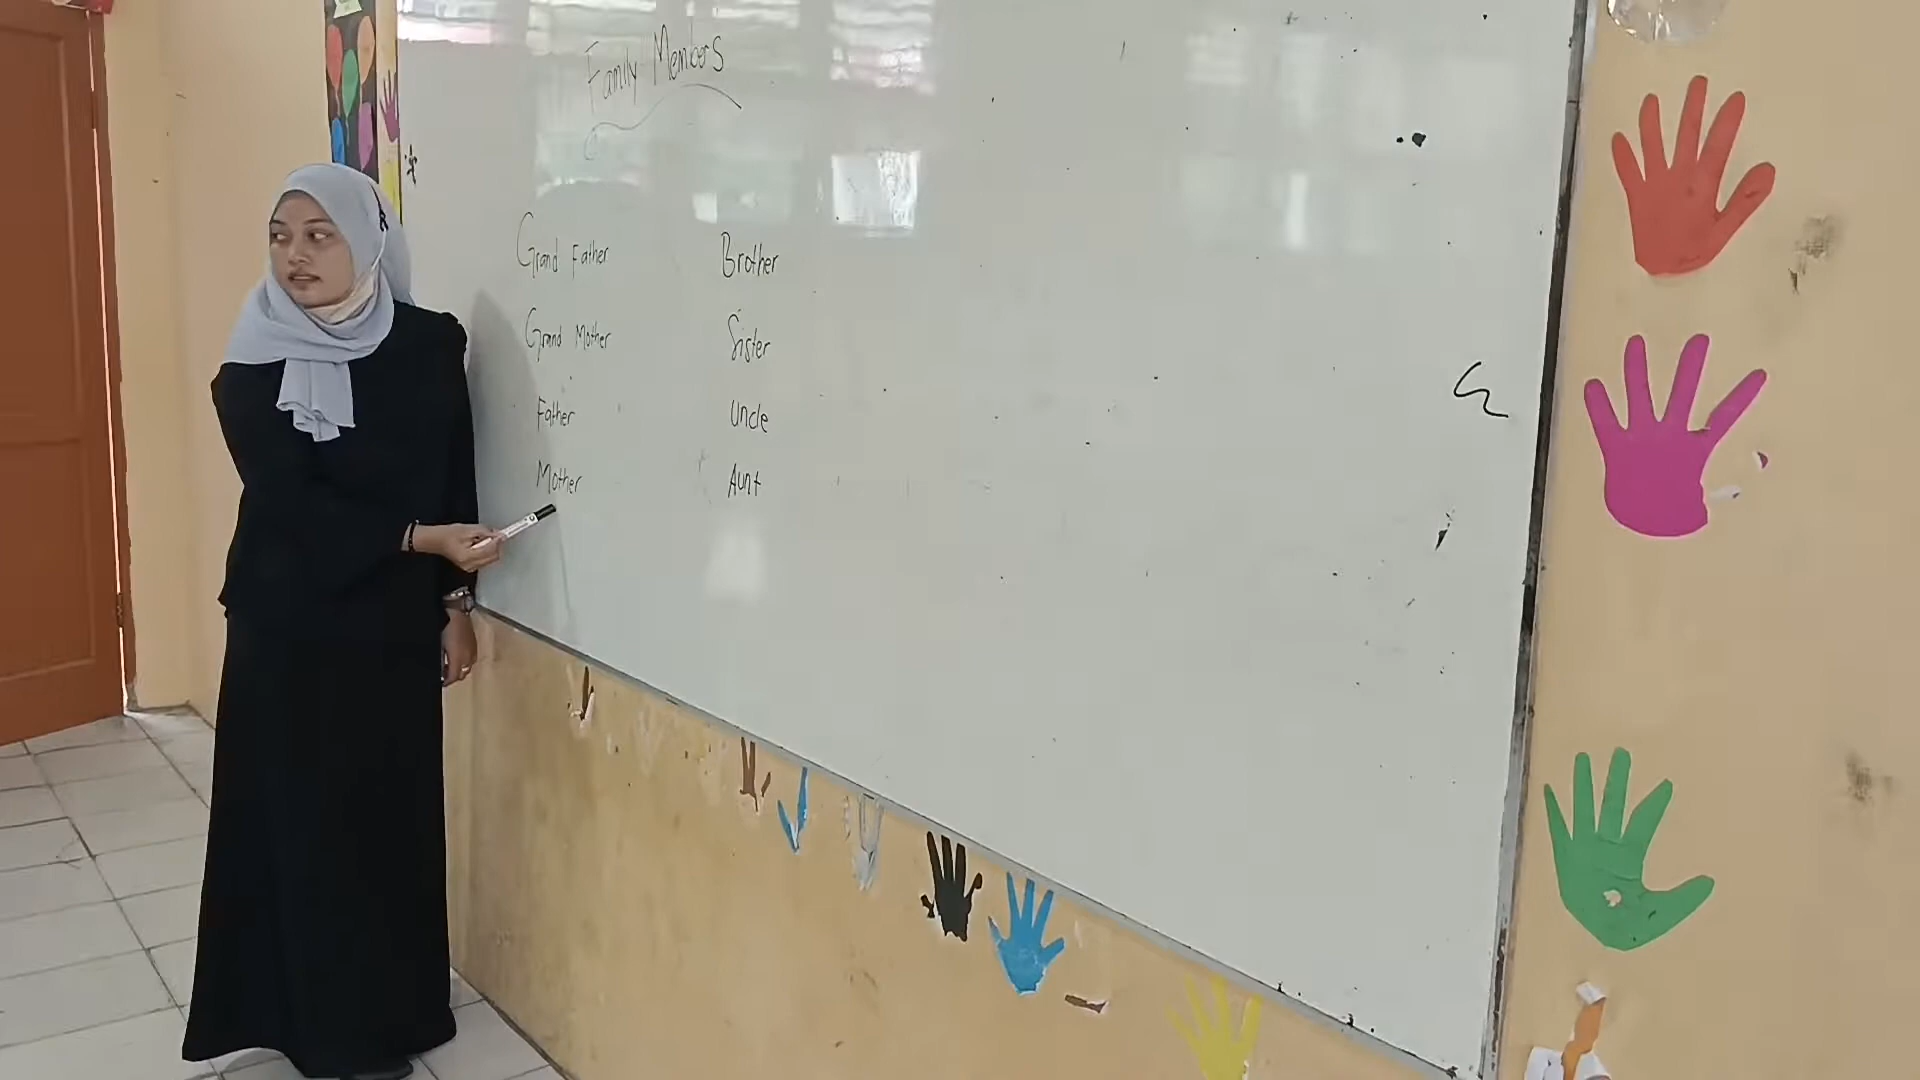 Family Members
Grand Father
Grand Mother
Father
Mother
Brother
Sister
Uncle
Aunt